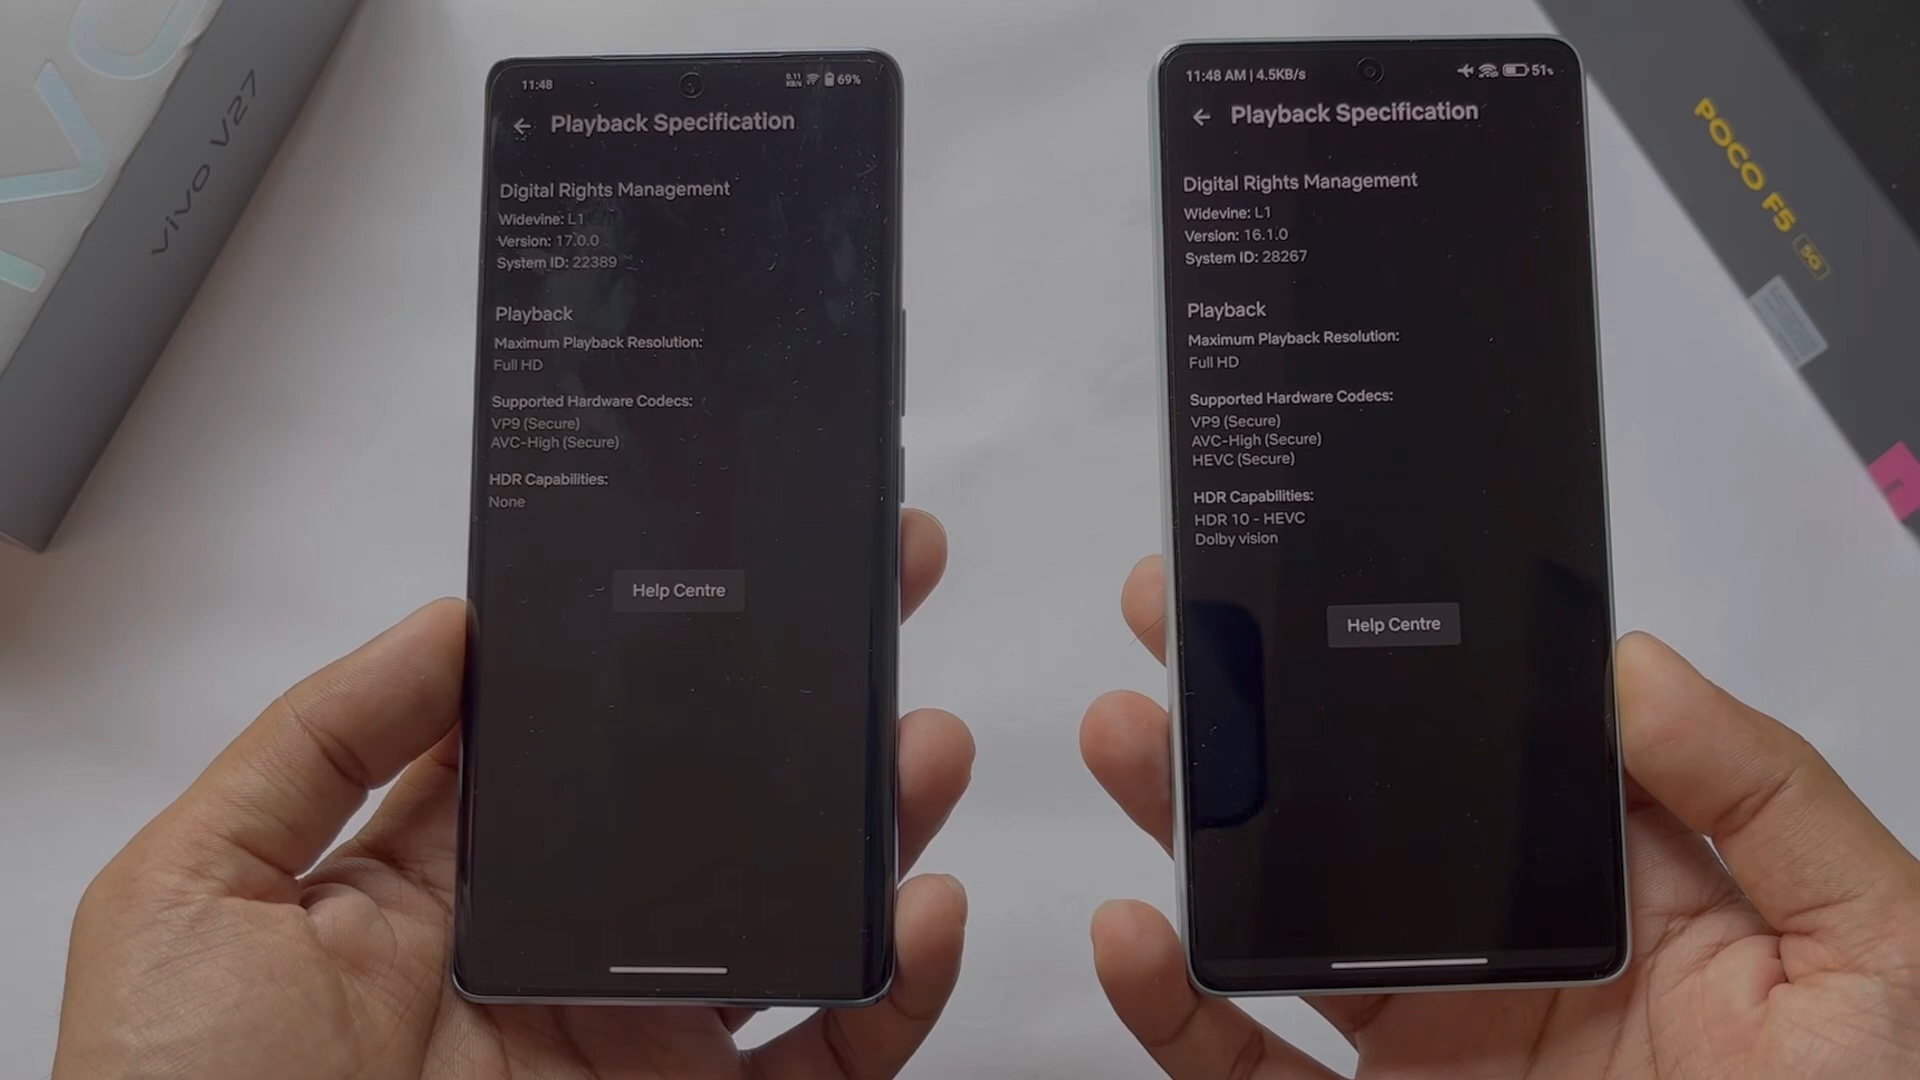 vivo V27
11:48
0.11
KB/s
69%
Playback Specification
Digital Rights Management
Widevine: L1
Version: 17.0.0
System ID: 22389
Playback
Maximum Playback Resolution:
Full HD
Supported Hardware Codecs:
VP9 (Secure)
AVC-High (Secure)
HDR Capabilities:
None
Help Centre
11:48 AM | 4.5KB/s
51%
Playback Specification
Digital Rights Management
Widevine: L1
Version: 16.1.0
System ID: 28267
Playback
Maximum Playback Resolution:
Full HD
Supported Hardware Codecs:
VP9 (Secure)
AVC-High (Secure)
HEVC (Secure)
HDR Capabilities:
HDR 10 - HEVC
Dolby vision
Help Centre
POCO F5 5G